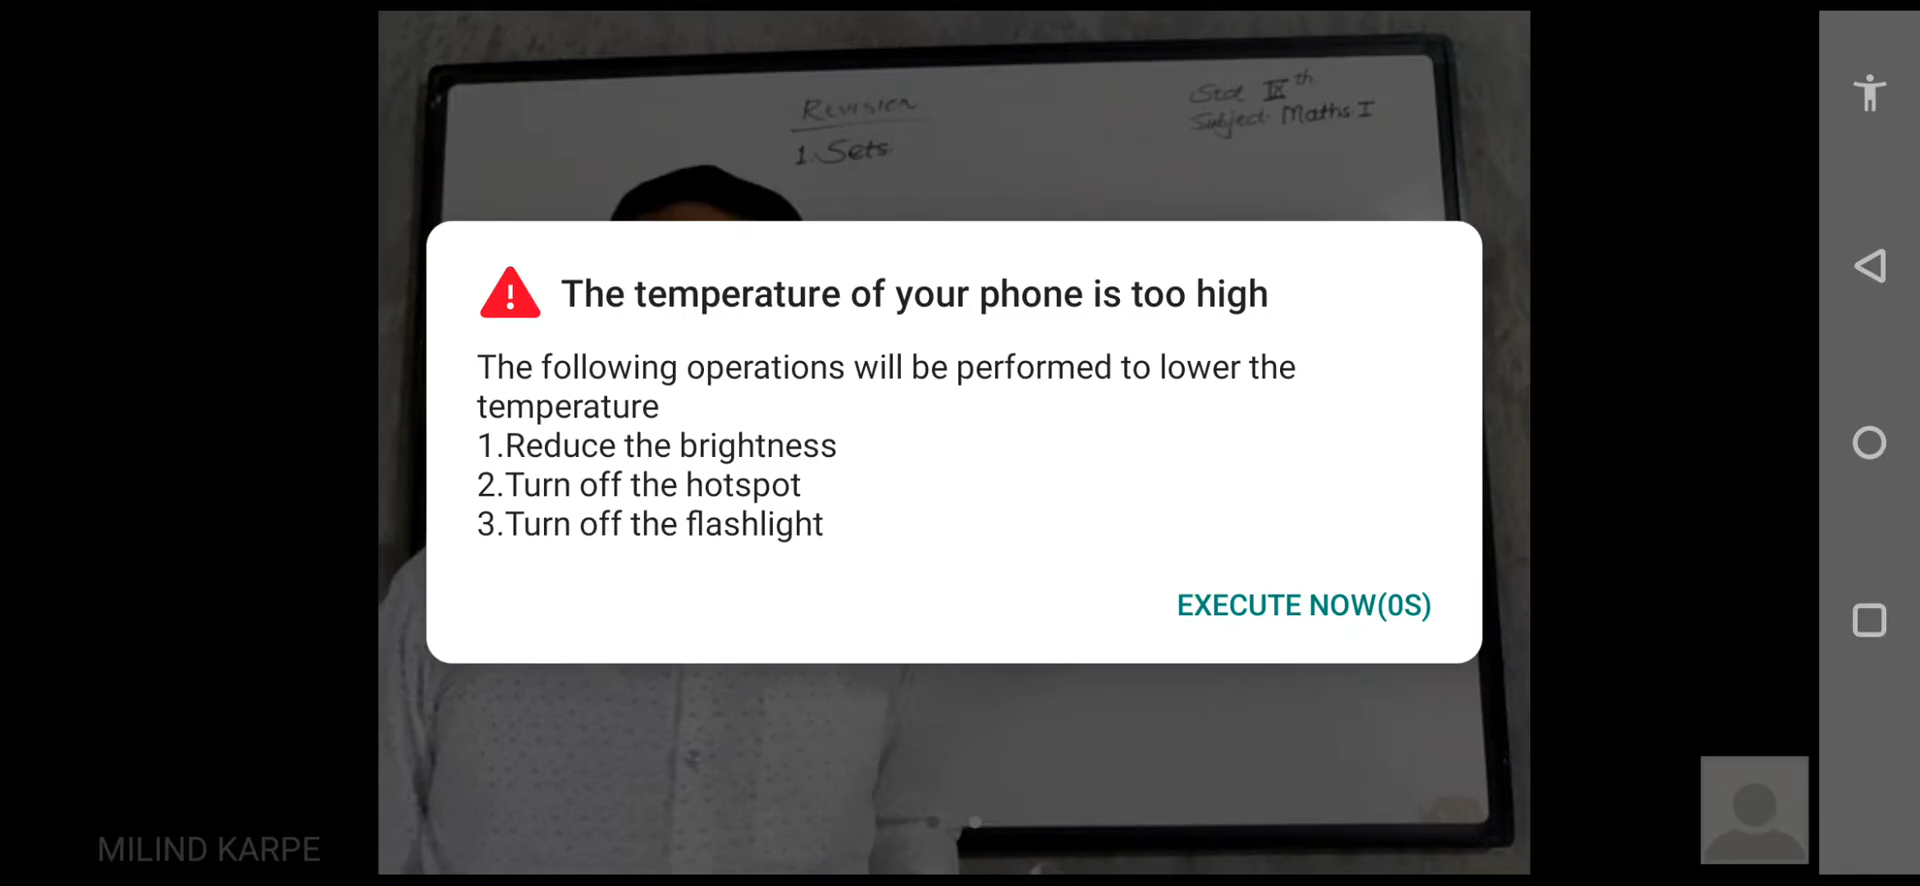 Revision
1. Sets
Std IXth
Subject- Maths I
The temperature of your phone is too high
The following operations will be performed to lower the
temperature
1.Reduce the brightness
2.Turn off the hotspot
3.Turn off the flashlight
EXECUTE NOW(0S)
MILIND KARPE